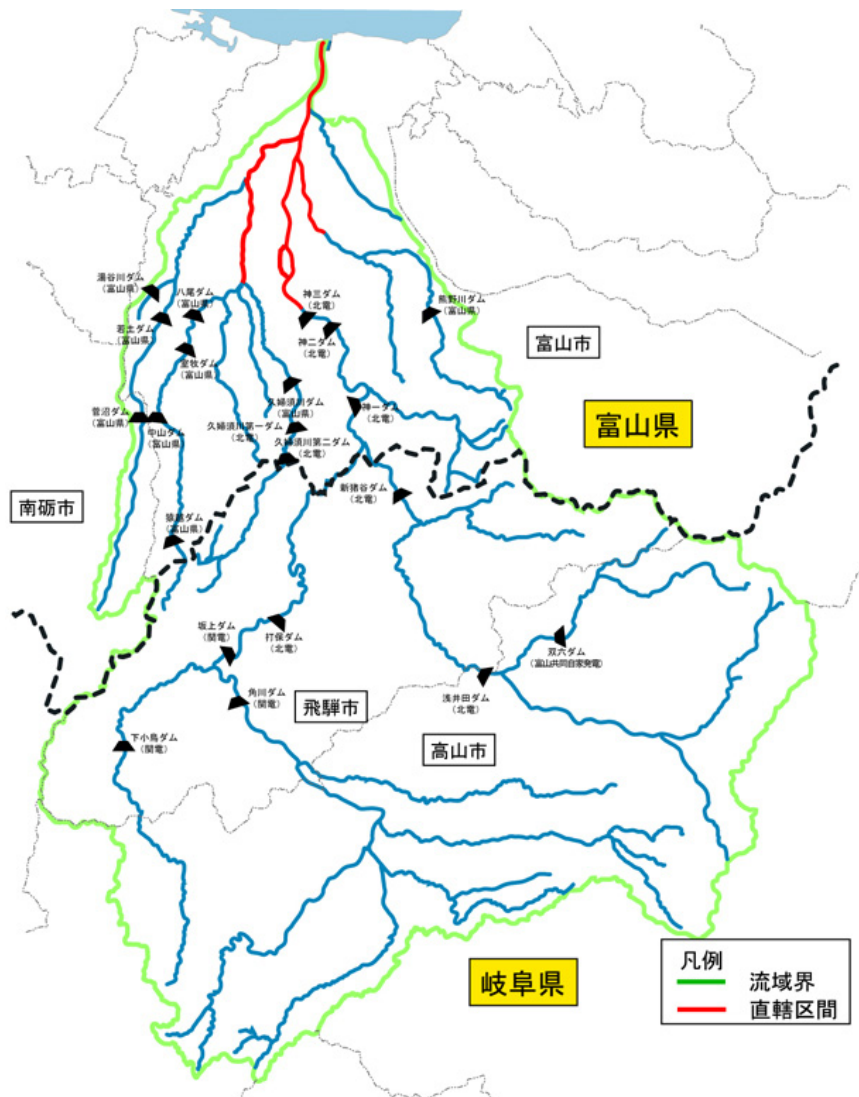 湯谷川ダム
（富山県）
八尾ダム
（富山県）
神三ダム
（北電）
熊野川ダム
（富山県）
若土ダム
（富山県）
神二ダム
（北電）
富山市
室牧ダム
（富山県）
久婦須川ダム
（富山県）
神一ダム
（北電）
富山県
菅沼ダム
（富山県）
中山ダム
（富山県）
久婦須川第一ダム
（北電）
久婦須川第二ダム
（北電）
新猪谷ダム
（北電）
南砺市
猿越ダム
（富山県）
坂上ダム
（関電）
打保ダム
（北電）
双六ダム
（富山共同自家発電）
角川ダム
（関電）
飛騨市
浅井田ダム
（北電）
下小鳥ダム
（関電）
高山市
岐阜県
凡例
流域界
直轄区間